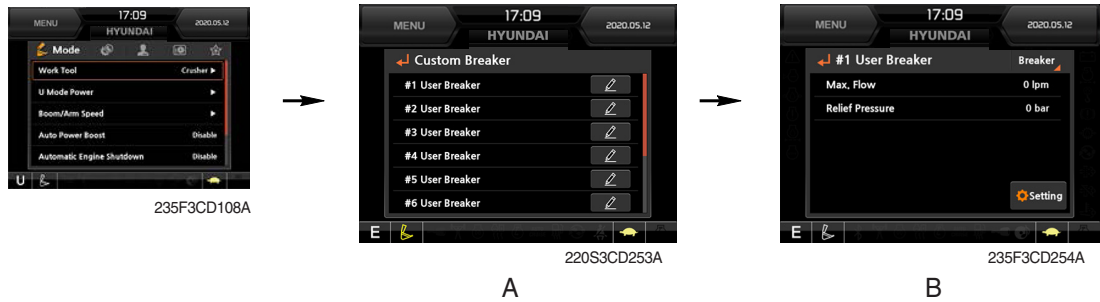 MENU 17:09 2020.05.12
HYUNDAI
Mode
Work Tool Crusher ▶
U Mode Power ▶
Boom/Arm Speed ▶
Auto Power Boost Disable
Automatic Engine Shutdown Disable
U
235F3CD108A
MENU 17:09 2020.05.12
HYUNDAI
Custom Breaker
#1 User Breaker
#2 User Breaker
#3 User Breaker
#4 User Breaker
#5 User Breaker
#6 User Breaker
E
220S3CD253A
A
MENU 17:09 2020.05.12
HYUNDAI
#1 User Breaker Breaker
Max. Flow 0 lpm
Relief Pressure 0 bar
Setting
E
235F3CD254A
B